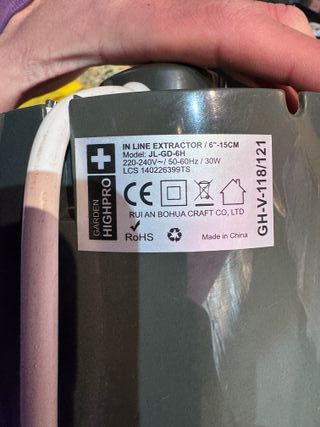 IN LINE EXTRACTOR / 6"-15CM
Model: JL-GD-6H
220-240V~/ 50-60Hz / 30W
LCS 140226399TS
GARDEN
HIGHPRO
CE
RUI AN BOHUA CRAFT CO, LTD
RoHS
Made in China
GH-V-118/121